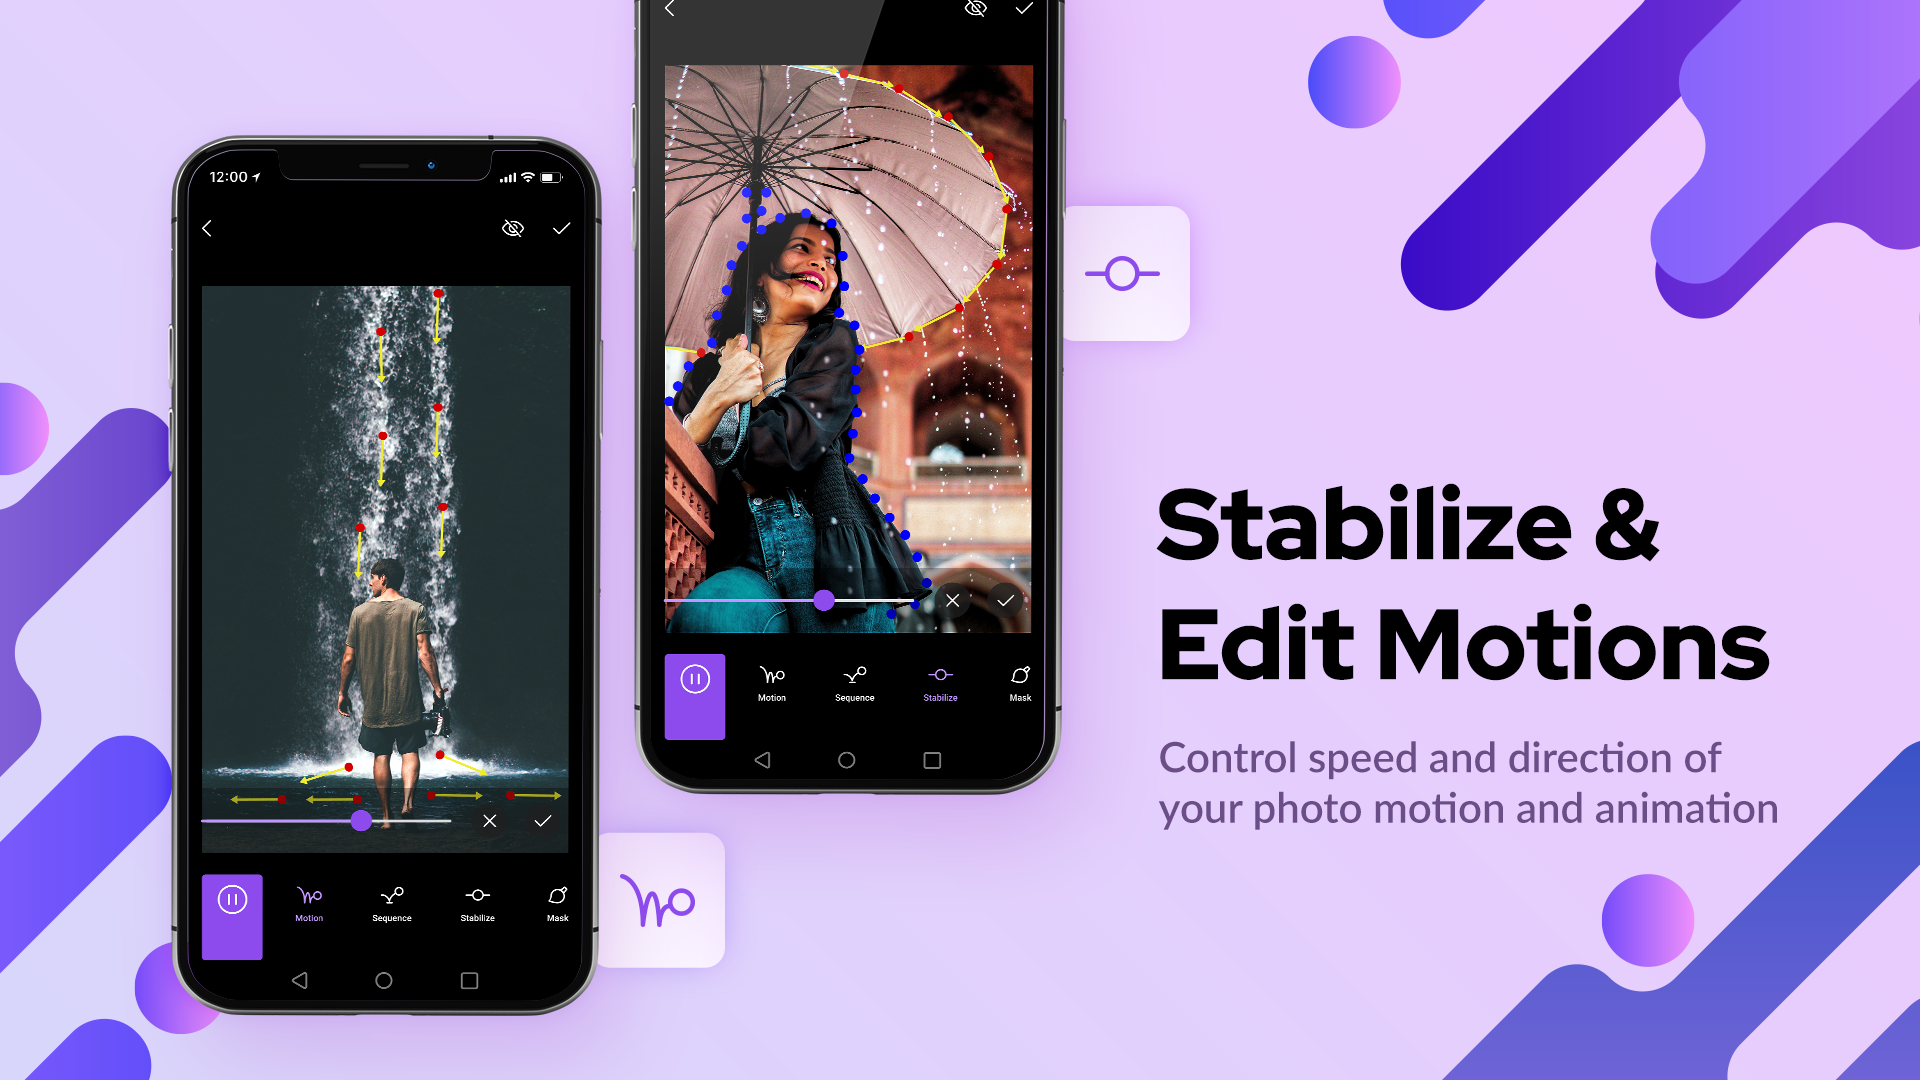 12:00
Motion
Sequence
Stabilize
Mask
Motion
Sequence
Stabilize
Mask
Stabilize &
Edit Motions
Control speed and direction of
your photo motion and animation